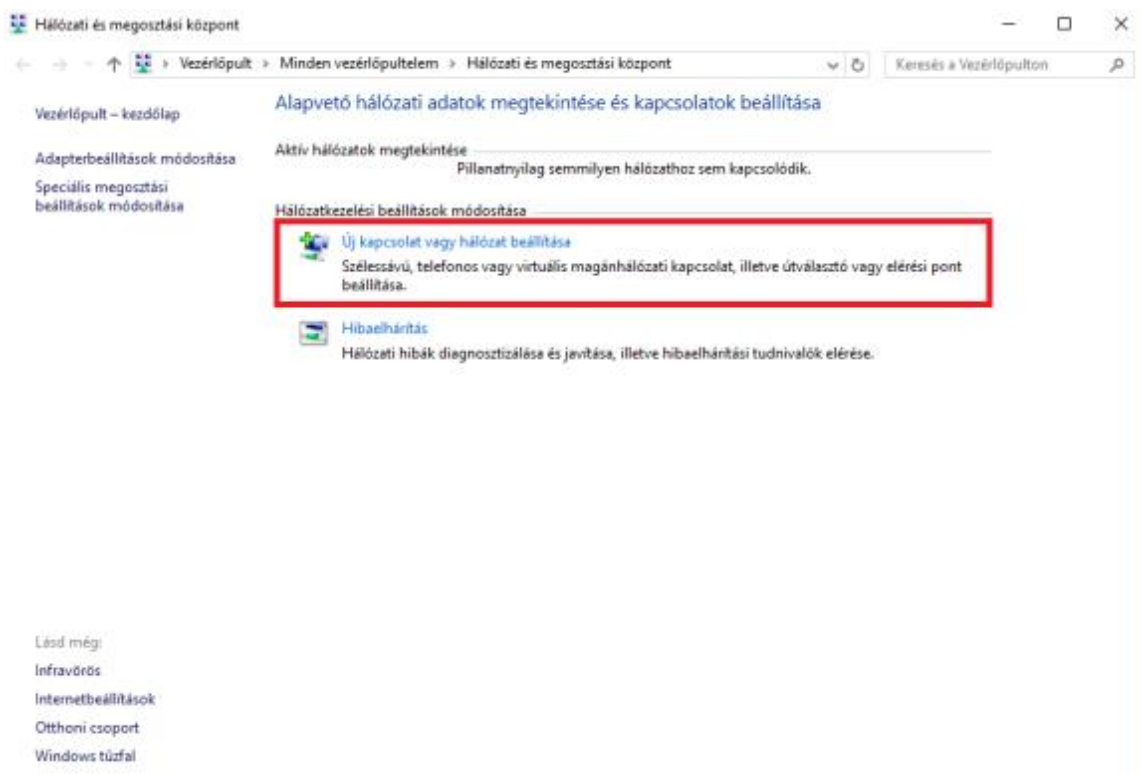 Hálózati és megosztási központ
Vezérlőpult > Minden vezérlőpultelem > Hálózati és megosztási központ
Keresés a Vezérlőpulton
Vezérlőpult – kezdőlap
Adapterbeállítások módosítása
Speciális megosztási
beállítások módosítása
Alapvető hálózati adatok megtekintése és kapcsolatok beállítása
Aktív hálózatok megtekintése
Pillanatnyilag semmilyen hálózathoz sem kapcsolódik.
Hálózatkezelési beállítások módosítása
Új kapcsolat vagy hálózat beállítása
Szélessávú, telefonos vagy virtuális magánhálózati kapcsolat, illetve útválasztó vagy elérési pont
beállítása.
Hibaelhárítás
Hálózati hibák diagnosztizálása és javítása, illetve hibaelhárítási tudnivalók elérése.
Lásd még:
Infravörös
Internetbeállítások
Otthoni csoport
Windows tűzfal